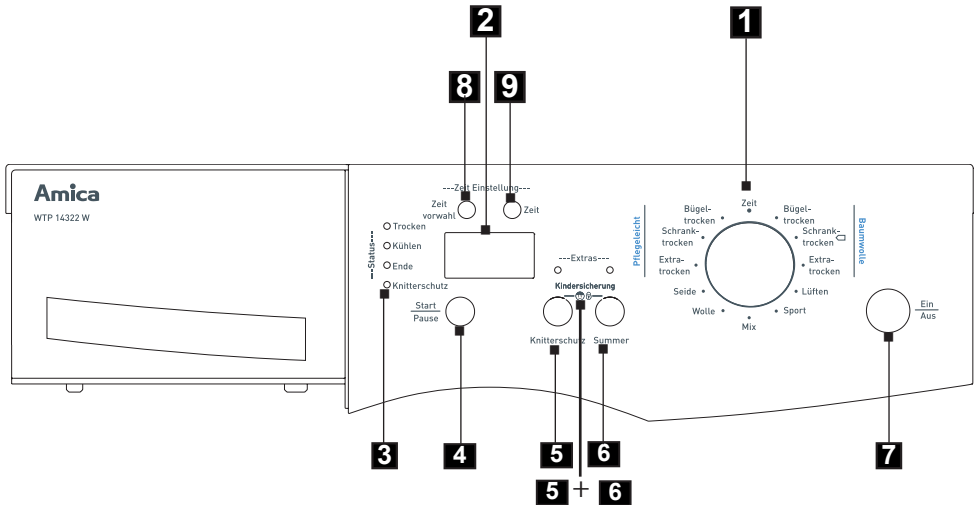 2
1
8
9
Amica
WTP 14322 W
---Zeit Einstellung---
Zeit
vorwahl
Zeit
---Status---
Trocken
Kühlen
Ende
Knitterschutz
Start
Pause
---Extras---
Kindersicherung
Knitterschutz
Summer
Pflegeleicht
Zeit
Bügel-
trocken
Schrank-
trocken
Extra-
trocken
Seide
Wolle
Mix
Sport
Lüften
Extra-
trocken
Schrank-
trocken
Bügel-
trocken
Baumwolle
Ein
Aus
3
4
5
6
7
5 + 6